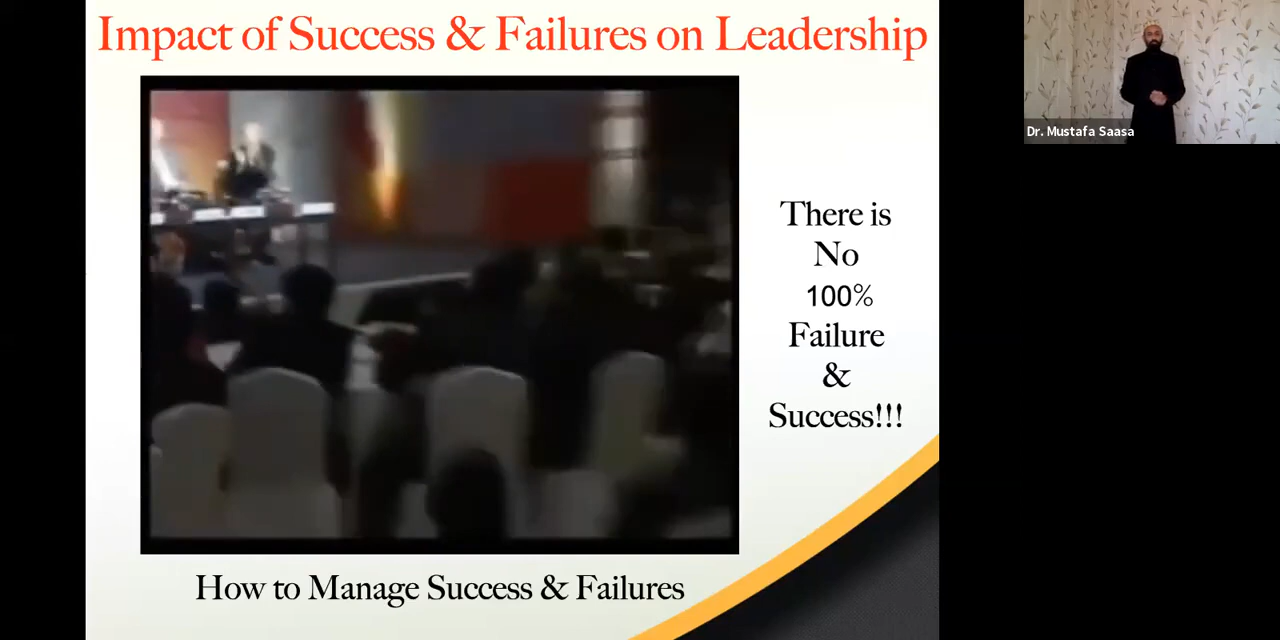 Impact of Success & Failures on Leadership
There is
No
100%
Failure
&
Success!!!
How to Manage Success & Failures
Dr. Mustafa Saasa